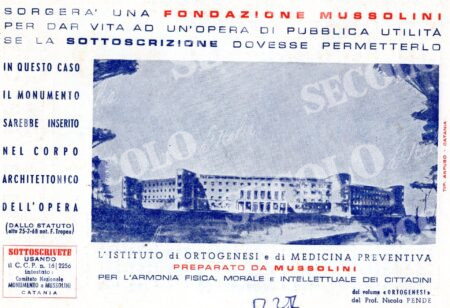 SORGERA' UNA FONDAZIONE MUSSOLINI
PER DAR VITA AD UN'OPERA DI PUBBLICA UTILITÀ
SE LA SOTTOSCRIZIONE DOVESSE PERMETTERLO
IN QUESTO CASO
IL MONUMENTO
SAREBBE INSERITO
NEL CORPO
ARCHITETTONICO
DELL'OPERA
(DALLO STATUTO)
(atto 25-2-68 not. F. Tropea)
SOTTOSCRIVETE
USANDO
il C.C.P. n. 16/2256
Comitato Nazionale
MONUMENTO a MUSSOLINI
CATANIA
SECOLO
SECOLO
SECOLO
L'ISTITUTO di ORTOGENESI e di MEDICINA PREVENTIVA
PREPARATO DA MUSSOLINI
PER L'ARMONIA FISICA, MORALE e INTELLETTUALE DEI CITTADINI
dal volume «ORTOGENESI»
del Prof. Nicola PENDE